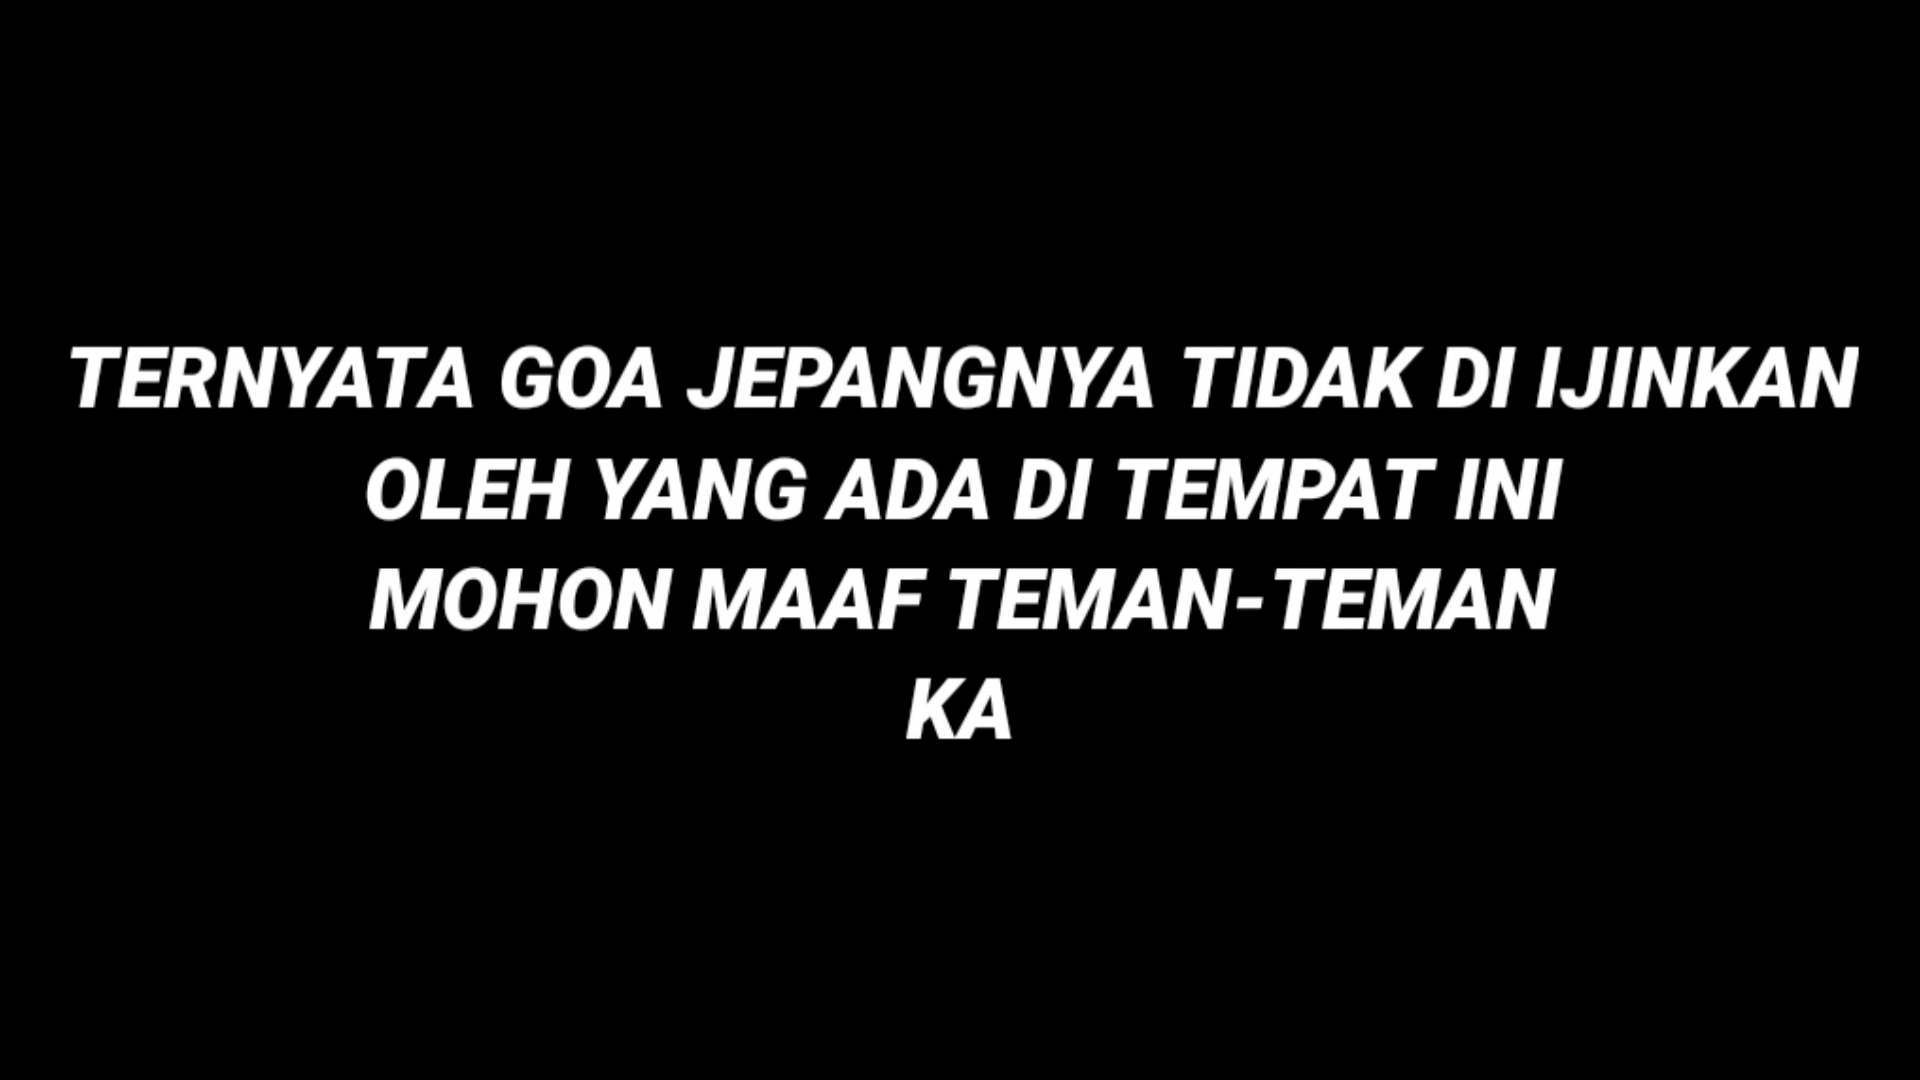 TERNYATA GOA JEPANGNYA TIDAK DI IJINKAN
OLEH YANG ADA DI TEMPAT INI
MOHON MAAF TEMAN-TEMAN
KA